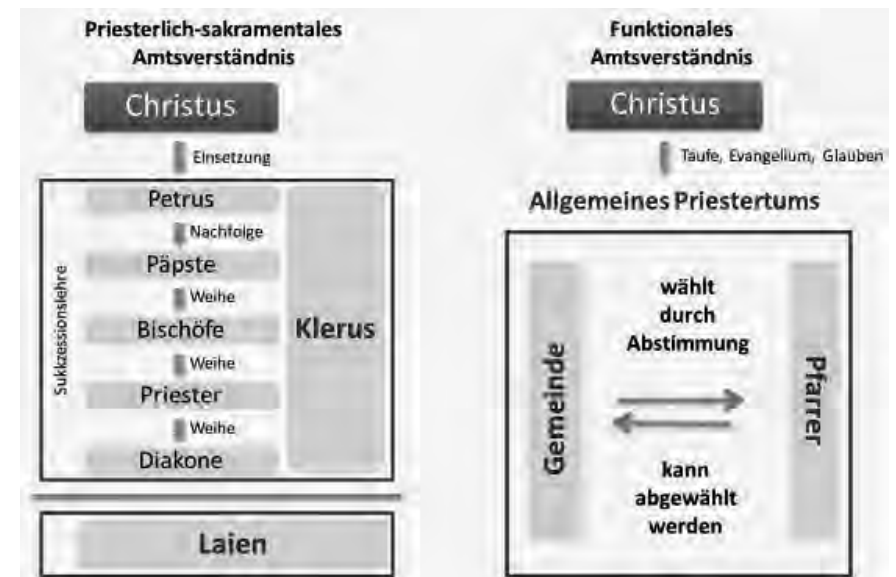 Priesterlich-sakramentales
Amtsverständnis
Christus
Einsetzung
Petrus
Nachfolge
Päpste
Weihe
Bischöfe
Weihe
Priester
Weihe
Diakone
Sukkzessionslehre
Klerus
Laien
Funktionales
Amtsverständnis
Christus
Taufe, Evangelium, Glauben
Allgemeines Priestertums
Gemeinde
wählt
durch
Abstimmung
kann
abgewählt
werden
Pfarrer